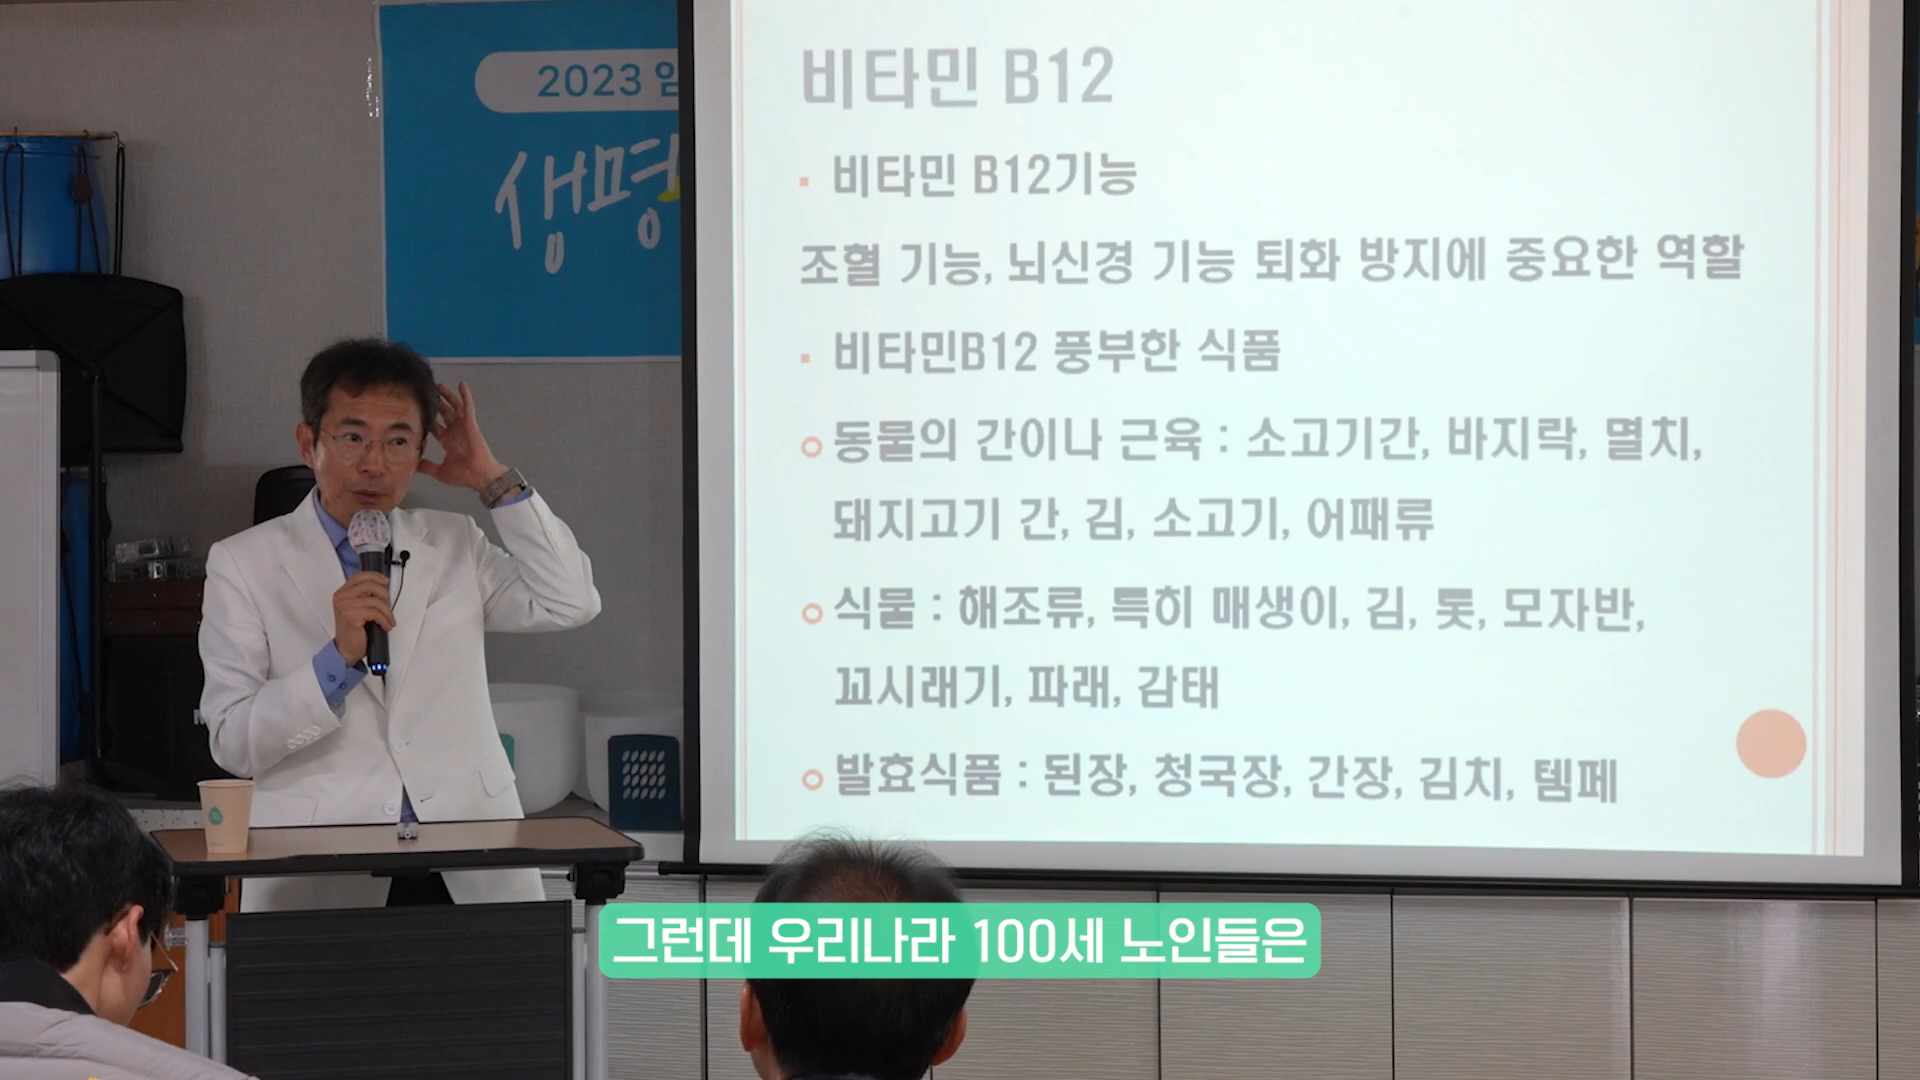 2023
생명
비타민 B12
· 비타민 B12기능
조혈 기능, 뇌신경 기능 퇴화 방지에 중요한 역할
· 비타민B12 풍부한 식품
동물의 간이나 근육 : 소고기간, 바지락, 멸치,
돼지고기 간, 김, 소고기, 어패류
식물 : 해조류, 특히 매생이, 김, 톳, 모자반,
꼬시래기, 파래, 감태
발효식품 : 된장, 청국장, 간장, 김치, 템페
그런데 우리나라 100세 노인들은